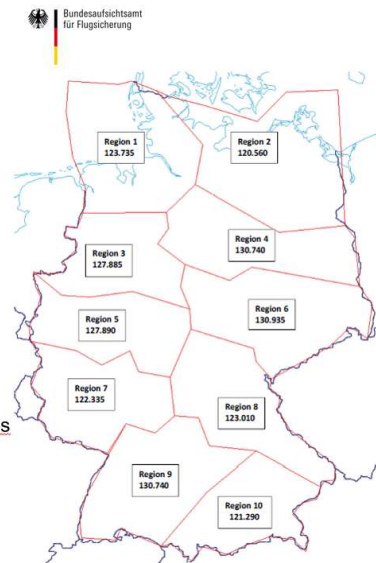 Bundesaufsichtsamt
für Flugsicherung
Region 1
123.735
Region 2
120.560
Region 3
127.885
Region 4
130.740
Region 5
127.890
Region 6
130.935
Region 7
122.335
Region 8
123.010
s
Region 9
130.740
Region 10
121.290